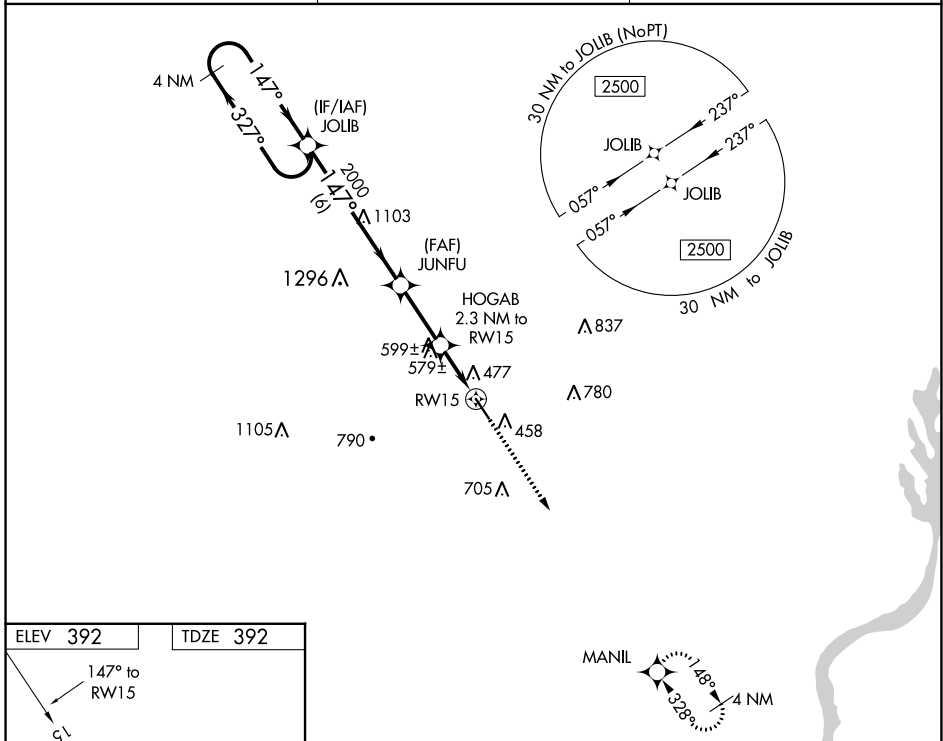 4 NM
147°
327°
(IF/IAF)
JOLIB
2000
147°
(6)
1103
(FAF)
JUNFU
1296
HOGAB
2.3 NM to
RW15
599±
579±
477
RW15
458
1105
790
705
837
780
30 NM to JOLIB (NoPT)
2500
237°
JOLIB
237°
057°
JOLIB
057°
2500
30 NM to JOLIB
ELEV 392
TDZE 392
147° to
RW15
15
MANIL
148°
328°
4 NM